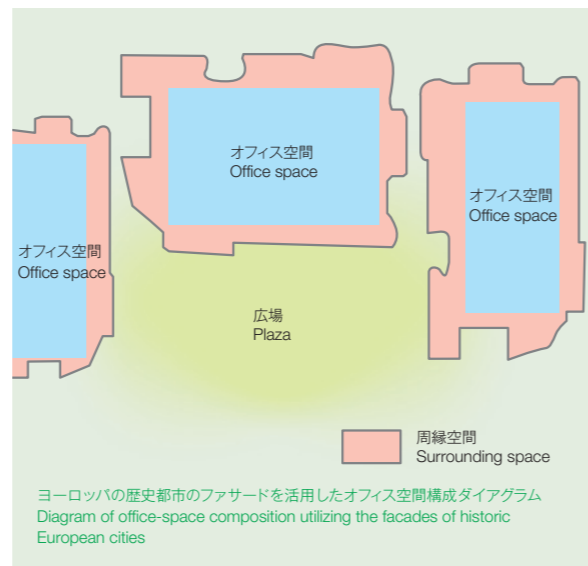 オフィス空間
Office space
オフィス空間
Office space
オフィス空間
Office space
広場
Plaza
周縁空間
Surrounding space
ヨーロッパの歴史都市のファサードを活用したオフィス空間構成ダイアグラム
Diagram of office-space composition utilizing the facades of historic
European cities